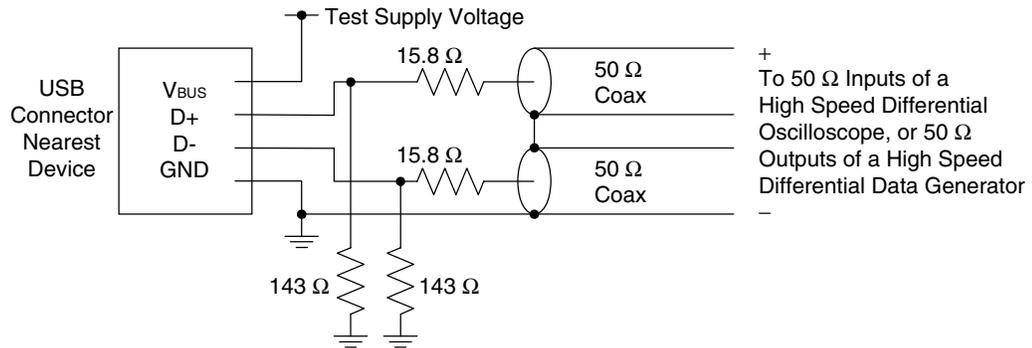 Test Supply Voltage
USB
Connector
Nearest
Device
VBUS
D+
D-
GND
15.8 Ω
50 Ω
Coax
15.8 Ω
50 Ω
Coax
+
To 50 Ω Inputs of a
High Speed Differential
Oscilloscope, or 50 Ω
Outputs of a High Speed
Differential Data Generator
−
143 Ω
143 Ω